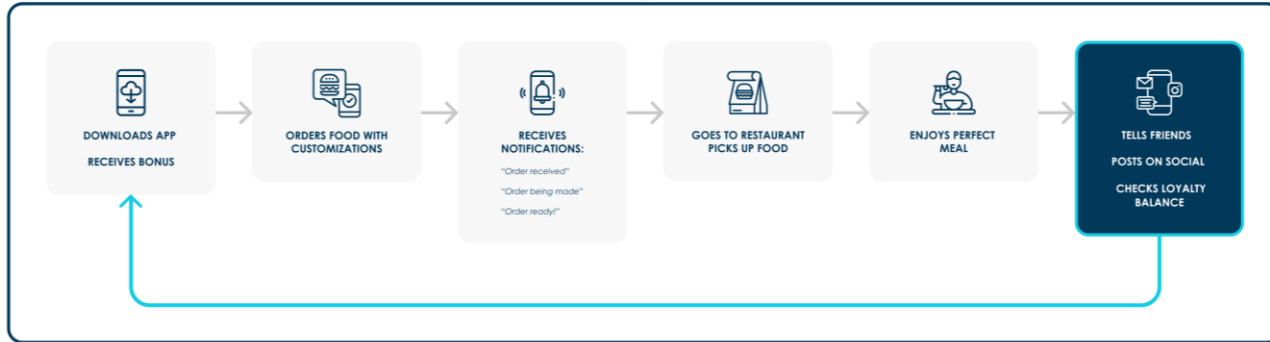 DOWNLOADS APP
RECEIVES BONUS
ORDERS FOOD WITH
CUSTOMIZATIONS
RECEIVES
NOTIFICATIONS:
“Order received”
“Order being made”
“Order ready!”
GOES TO RESTAURANT
PICKS UP FOOD
ENJOYS PERFECT
MEAL
TELLS FRIENDS
POSTS ON SOCIAL
CHECKS LOYALTY
BALANCE